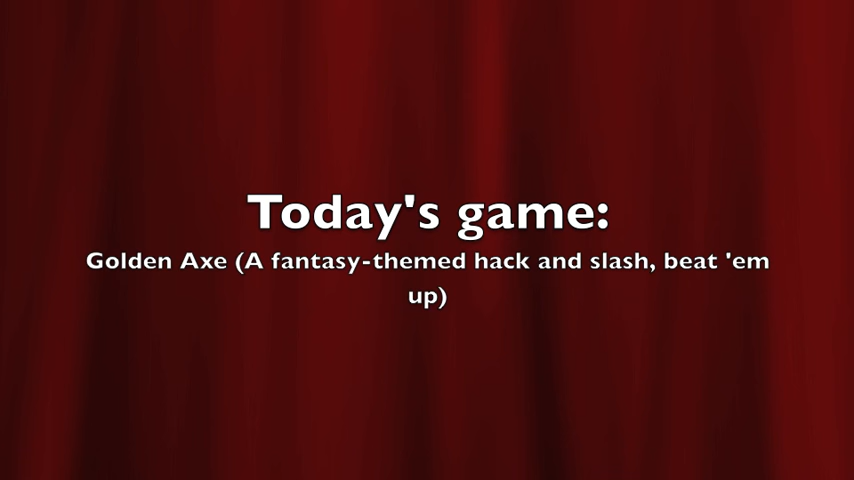 Today's game:
Golden Axe (A fantasy-themed hack and slash, beat 'em
up)